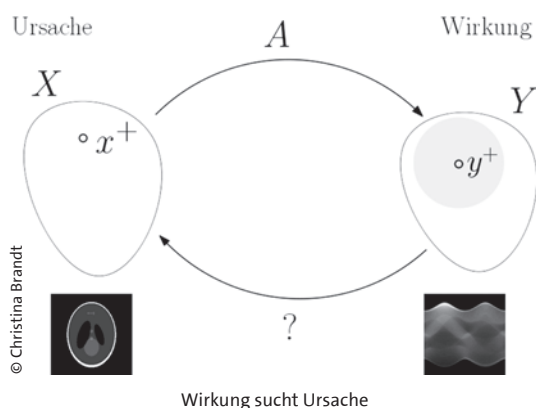 Ursache
A
Wirkung
X
Y
x⁺
y⁺
?
© Christina Brandt
Wirkung sucht Ursache